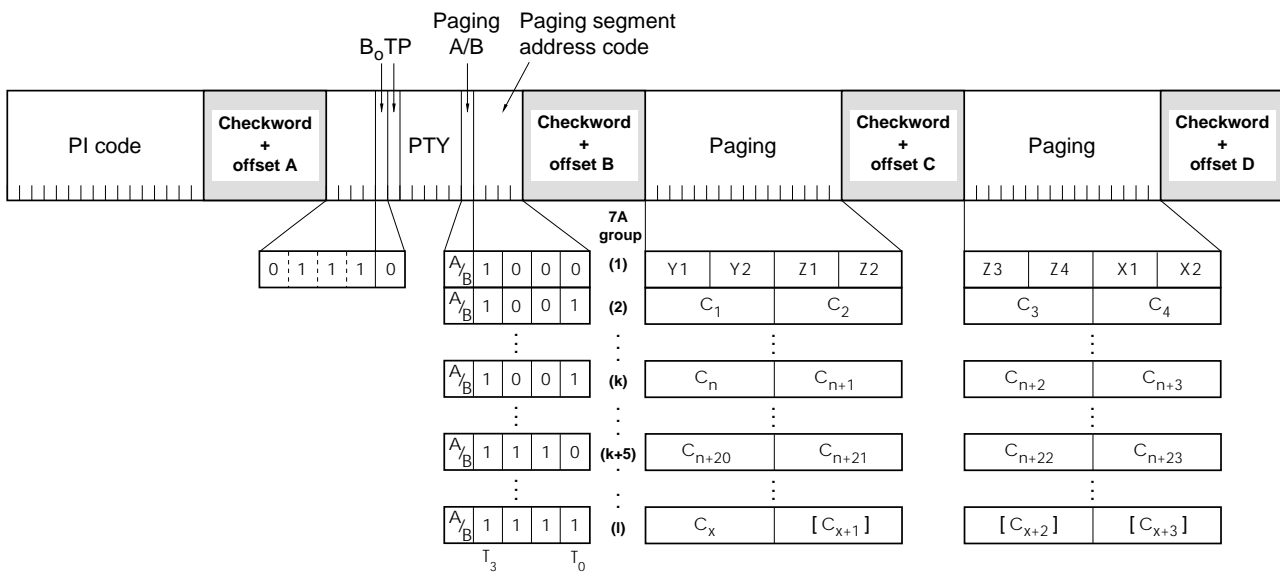 Paging A/B
Paging segment address code
BoTP
PI code
Checkword + offset A
PTY
Checkword + offset B
Paging
Checkword + offset C
Paging
Checkword + offset D
7A group
0 1 1 1 0
A/B 1 0 0 0 (1) Y1 Y2 Z1 Z2 Z3 Z4 X1 X2
A/B 1 0 0 1 (2) C1 C2 C3 C4
A/B 1 0 0 1 (k) Cn Cn+1 Cn+2 Cn+3
A/B 1 1 1 0 (k+5) Cn+20 Cn+21 Cn+22 Cn+23
A/B 1 1 1 1 (l) Cx [Cx+1] [Cx+2] [Cx+3]
T3 T0